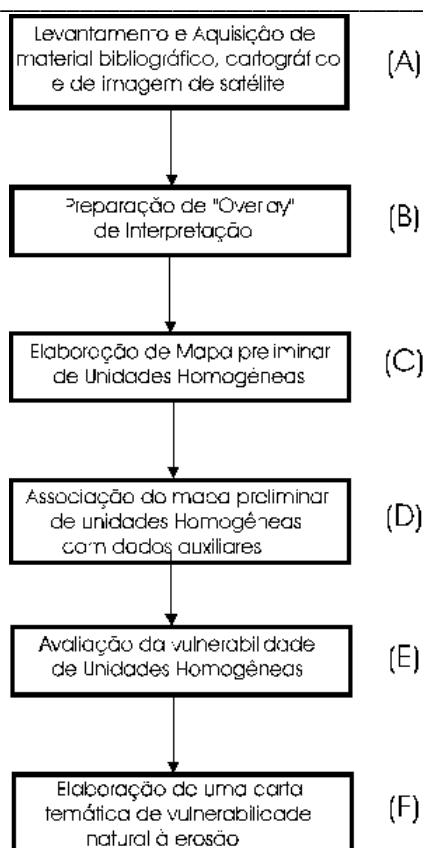 Levantamento e Aquisição de
material bibliográfico, cartográfico
e de imagem de satélite
(A)
Preparação de "Overlay"
de Interpretação
(B)
Elaboração de Mapa preliminar
de Unidades Homogêneas
(C)
Associação do mapa preliminar
de unidades Homogêneas
com dados auxiliares
(D)
Avaliação da vulnerabilidade
de Unidades Homogêneas
(E)
Elaboração de uma carta
temática de vulnerabilidade
natural à erosão
(F)